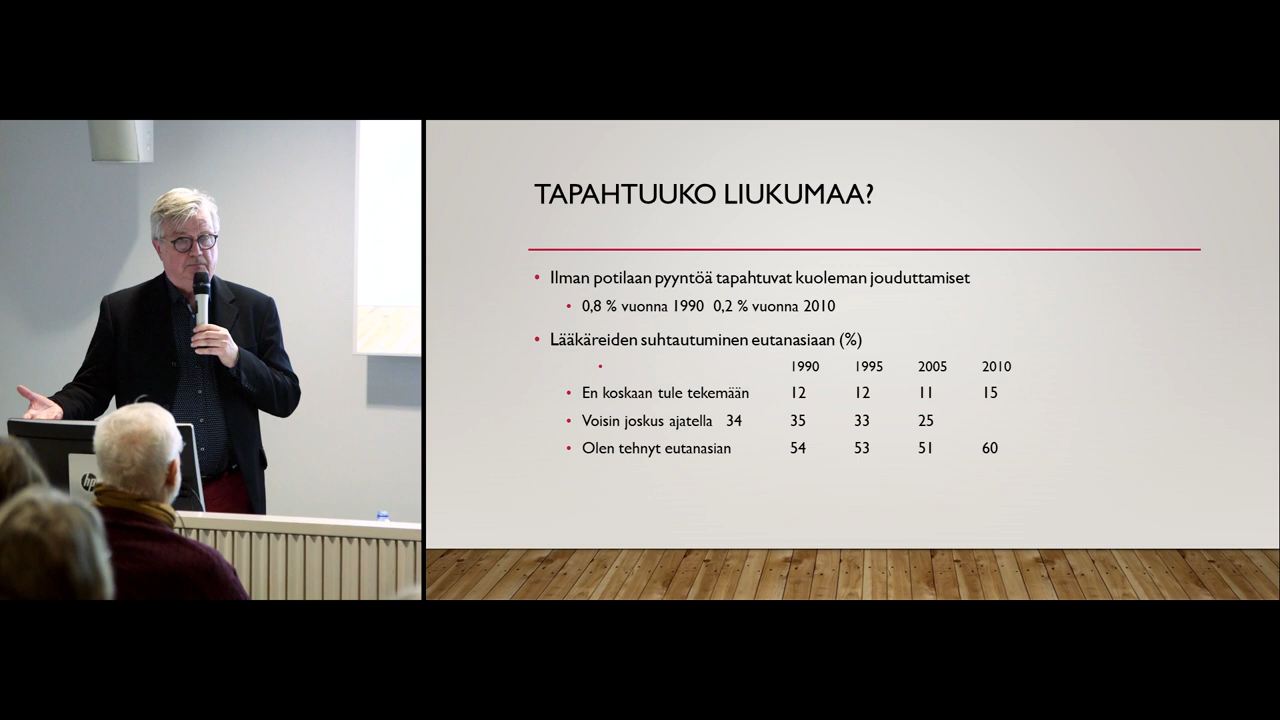 TAPAHTUUKO LIUKUMAA?
Ilman potilaan pyyntöä tapahtuvat kuoleman jouduttamiset
0,8 % vuonna 1990 0,2 % vuonna 2010
Lääkäreiden suhtautuminen eutanasiaan (%)
1990 1995 2005 2010
En koskaan tule tekemään 12 12 11 15
Voisin joskus ajatella 34 35 33 25
Olen tehnyt eutanasian 54 53 51 60
hp